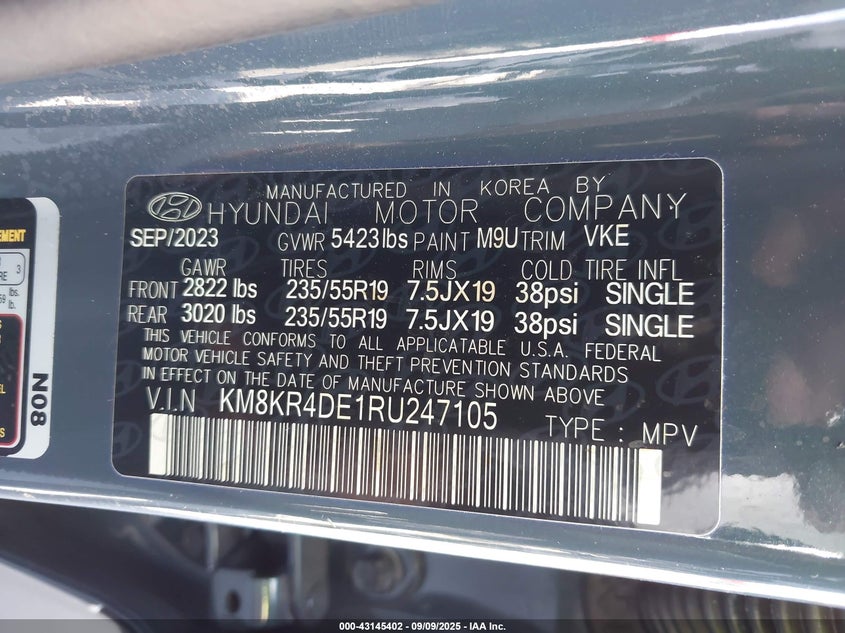 MANUFACTURED IN KOREA BY
HYUNDAI MOTOR COMPANY
SEP/2023 GVWR 5423lbs PAINT M9U TRIM VKE
GAWR TIRES RIMS COLD TIRE INFL
FRONT 2822 lbs 235/55R19 7.5JX19 38psi SINGLE
REAR 3020 lbs 235/55R19 7.5JX19 38psi SINGLE
THIS VEHICLE CONFORMS TO ALL APPLICATABLE U.S.A. FEDERAL
MOTOR VEHICLE SAFETY AND THEFT PREVENTION STANDARDS
IN EFFECT ON THE DATE OF MANUFACTURE SHOWN ABOVE
V.I.N KM8KR4DE1RU247105 TYPE : MPV
N08
000-43145402 - 09/09/2025 - IAA Inc.